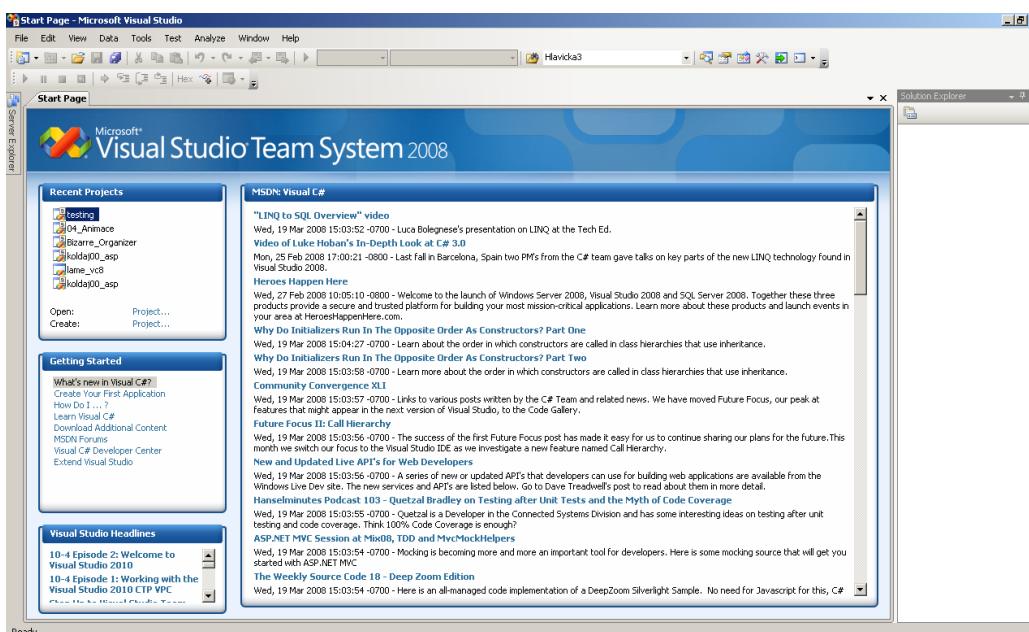 Start Page - Microsoft Visual Studio
File Edit View Data Tools Test Analyze Window Help
Hlavicka3
Hex
Start Page
Solution Explorer
Server Explorer
Microsoft®
Visual Studio Team System 2008
Recent Projects
testing
04_Animace
Bizarre_Organizer
koldaJ00_asp
lame_vc8
koldaJ00_asp
Open: Project...
Create: Project...
Getting Started
What's new in Visual C#?
Create Your First Application
How Do I ... ?
Learn Visual C#
Download Additional Content
MSDN Forums
Visual C# Developer Center
Extend Visual Studio
Visual Studio Headlines
10-4 Episode 2: Welcome to
Visual Studio 2010
10-4 Episode 1: Working with the
Visual Studio 2010 CTP VPC
MSDN: Visual C#
"LINQ to SQL Overview" video
Wed, 19 Mar 2008 15:03:52 -0700 - Luca Bolegnese's presentation on LINQ at the Tech Ed.
Video of Luke Hoban's In-Depth Look at C# 3.0
Mon, 25 Feb 2008 17:00:21 -0800 - Last fall in Barcelona, Spain two PM's from the C# team gave talks on key parts of the new LINQ technology found in
Visual Studio 2008.
Heroes Happen Here
Wed, 27 Feb 2008 10:05:10 -0800 - Welcome to the launch of Windows Server 2008, Visual Studio 2008 and SQL Server 2008. Together these three
products provide a secure and trusted platform for building your most mission-critical applications. Learn more about these products and launch events in
your area at HeroesHappenHere.com.
Why Do Initializers Run In The Opposite Order As Constructors? Part One
Wed, 19 Mar 2008 15:04:27 -0700 - Learn about the order in which constructors are called in class hierarchies that use inheritance.
Why Do Initializers Run In The Opposite Order As Constructors? Part Two
Wed, 19 Mar 2008 15:03:58 -0700 - Learn more about the order in which constructors are called in class hierarchies that use inheritance.
Community Convergence XLI
Wed, 19 Mar 2008 15:03:57 -0700 - Links to various posts written by the C# Team and related news. We have moved Future Focus, our peak at
features that might appear in the next version of Visual Studio, to the Code Gallery.
Future Focus II: Call Hierarchy
Wed, 19 Mar 2008 15:03:56 -0700 - The success of the first Future Focus post has made it easy for us to continue sharing our plans for the future.This
month we switch our focus to the Visual Studio IDE as we investigate a new feature named Call Hierarchy.
New and Updated Live API's for Web Developers
Wed, 19 Mar 2008 15:03:56 -0700 - A series of new or updated API's that developers can use for building web applications are available from the
Windows Live Dev site. The new services and API's are listed below. Go to Dave Treadwell's post to read about them in more detail.
Hanselminutes Podcast 103 - Quetzal Bradley on Testing after Unit Tests and the Myth of Code Coverage
Wed, 19 Mar 2008 15:03:55 -0700 - Quetzal is a Developer in the Connected Systems Division and has some interesting ideas on testing after unit
testing and code coverage. Think 100% Code Coverage is enough?
ASP.NET MVC Session at Mix08, TDD and MvcMockHelpers
Wed, 19 Mar 2008 15:03:54 -0700 - Mocking is becoming more and more an important tool for developers. Here is some mocking source that will get you
started with ASP.NET MVC
The Weekly Source Code 18 - Deep Zoom Edition
Wed, 19 Mar 2008 15:03:54 -0700 - Here is an all-managed code implementation of a DeepZoom Silverlight Sample. No need for Javascript for this, C#
Ready